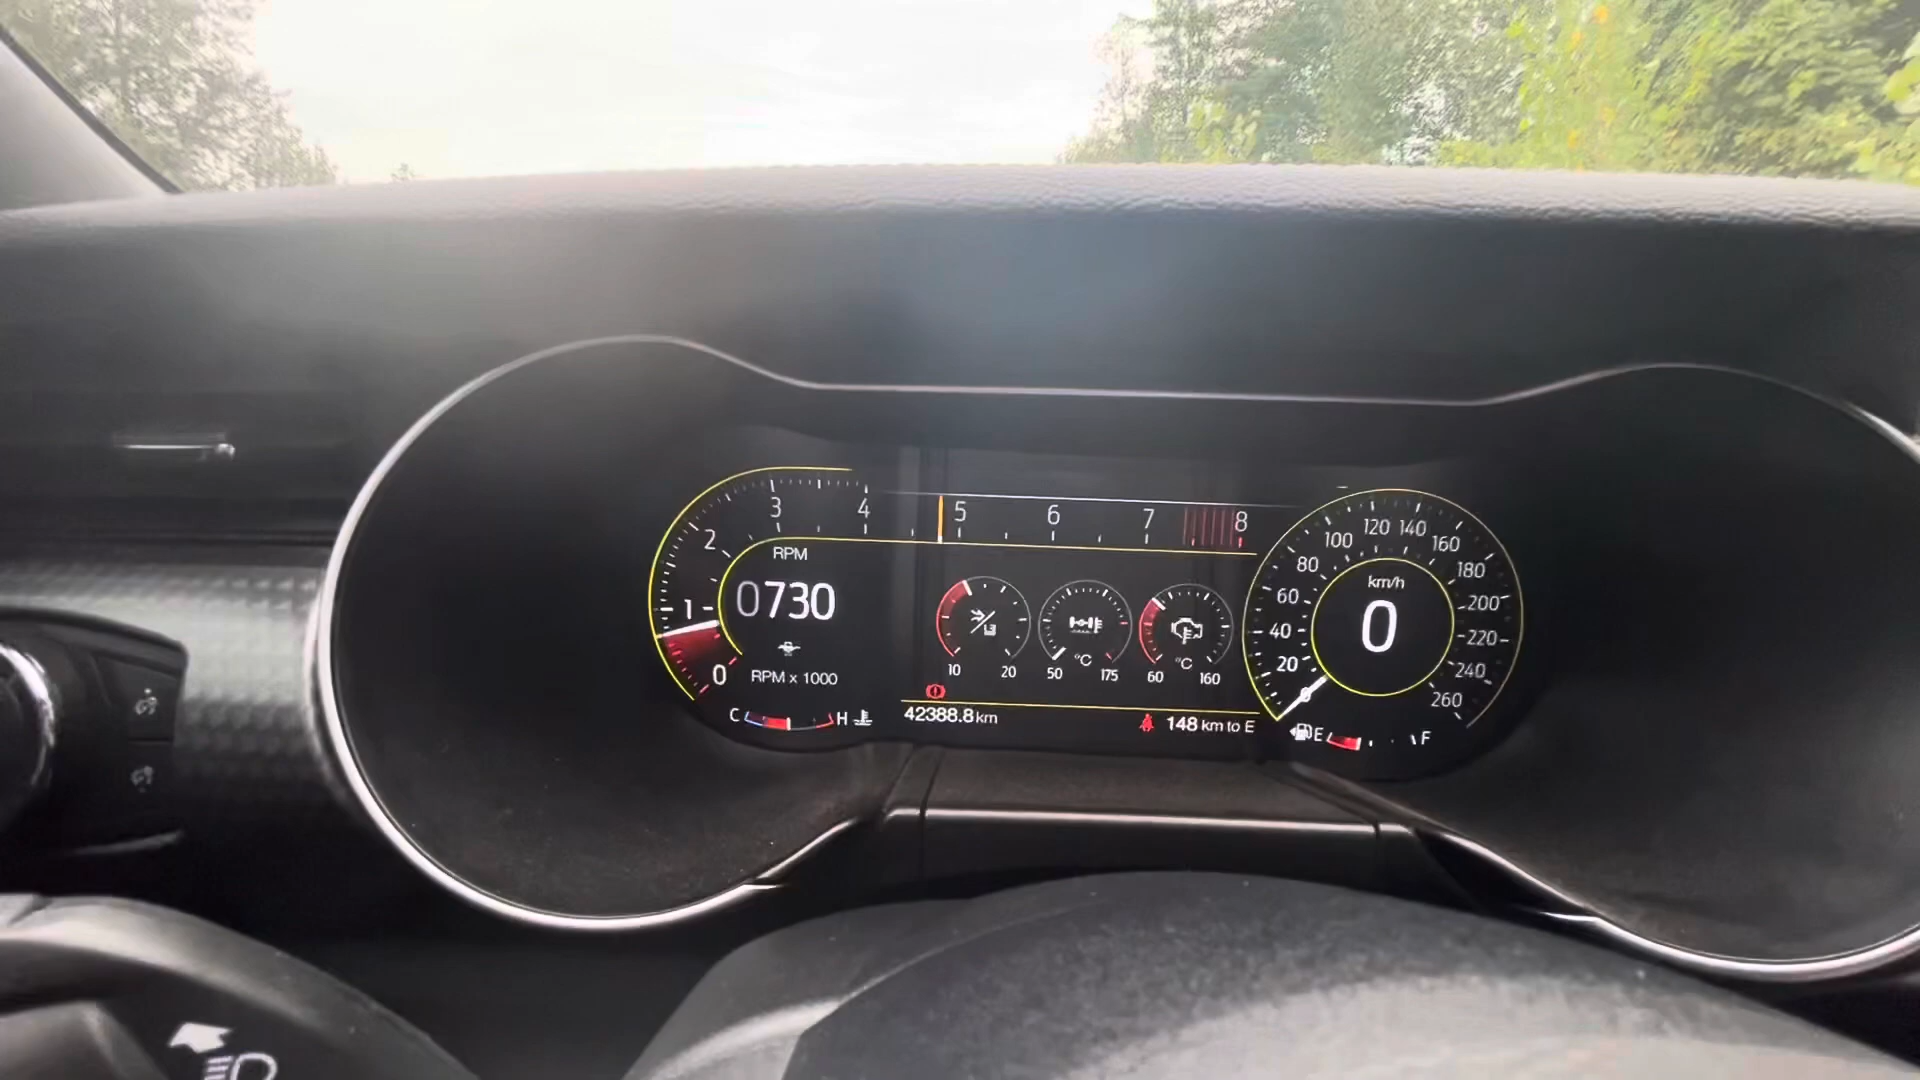 3 4 5 6 7 8
2
RPM
0730
1
0
RPM x 1000
C H
10 20
50 °C 175
60 °C 160
42388.8 km
148 km to E
0 20 40 60 80 100 120 140 160 180 200 220 240 260
km/h
0
E F